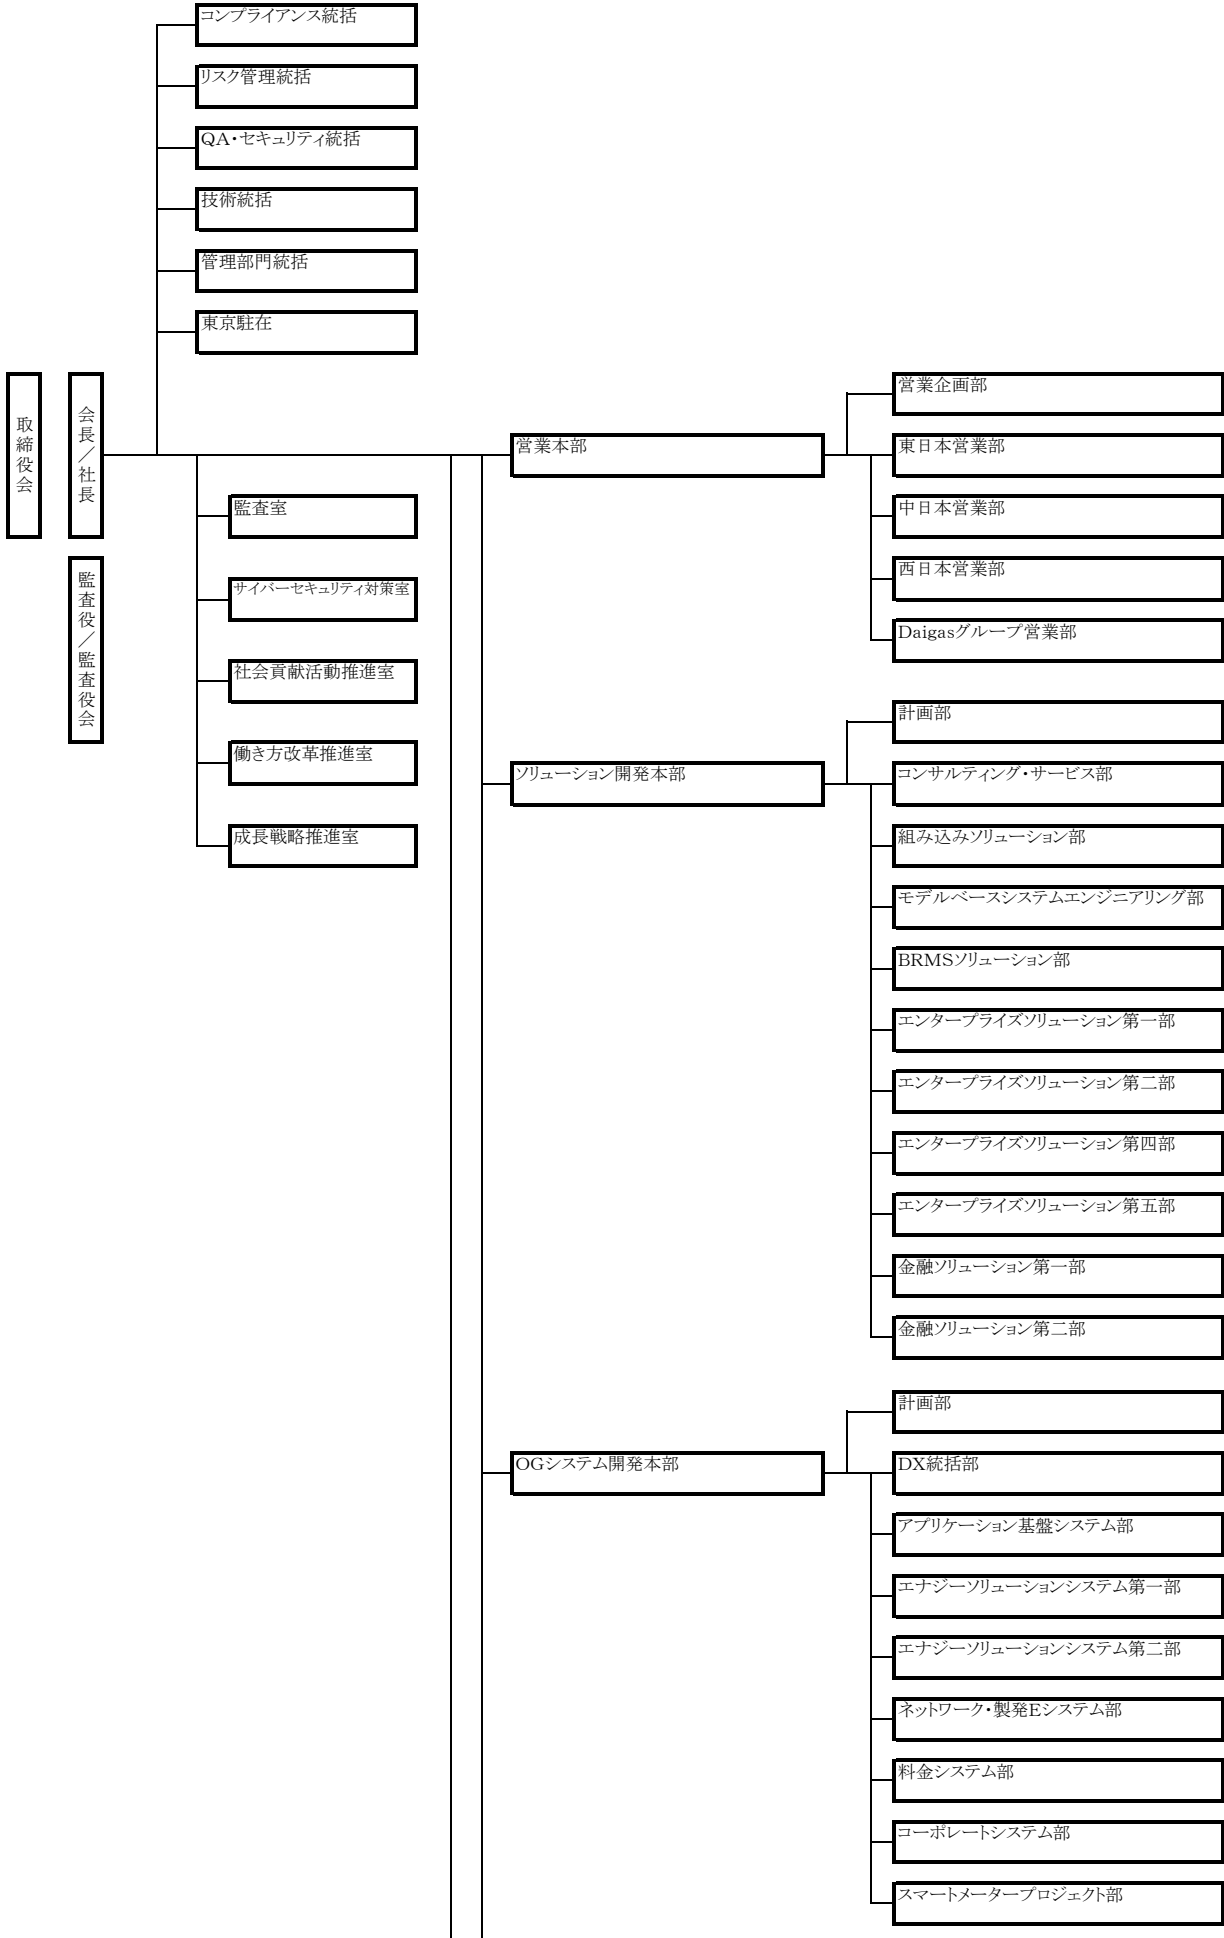 コンプライアンス統括
リスク管理統括
QA・セキュリティ統括
技術統括
管理部門統括
東京駐在
取締役会
会長／社長
監査役／監査役会
監査室
サイバーセキュリティ対策室
社会貢献活動推進室
働き方改革推進室
成長戦略推進室
営業本部
営業企画部
東日本営業部
中日本営業部
西日本営業部
Daigasグループ営業部
ソリューション開発本部
計画部
コンサルティング・サービス部
組み込みソリューション部
モデルベースシステムエンジニアリング部
BRMSソリューション部
エンタープライズソリューション第一部
エンタープライズソリューション第二部
エンタープライズソリューション第四部
エンタープライズソリューション第五部
金融ソリューション第一部
金融ソリューション第二部
OGシステム開発本部
計画部
DX統括部
アプリケーション基盤システム部
エナジーソリューションシステム第一部
エナジーソリューションシステム第二部
ネットワーク・製発Eシステム部
料金システム部
コーポレートシステム部
スマートメータープロジェクト部